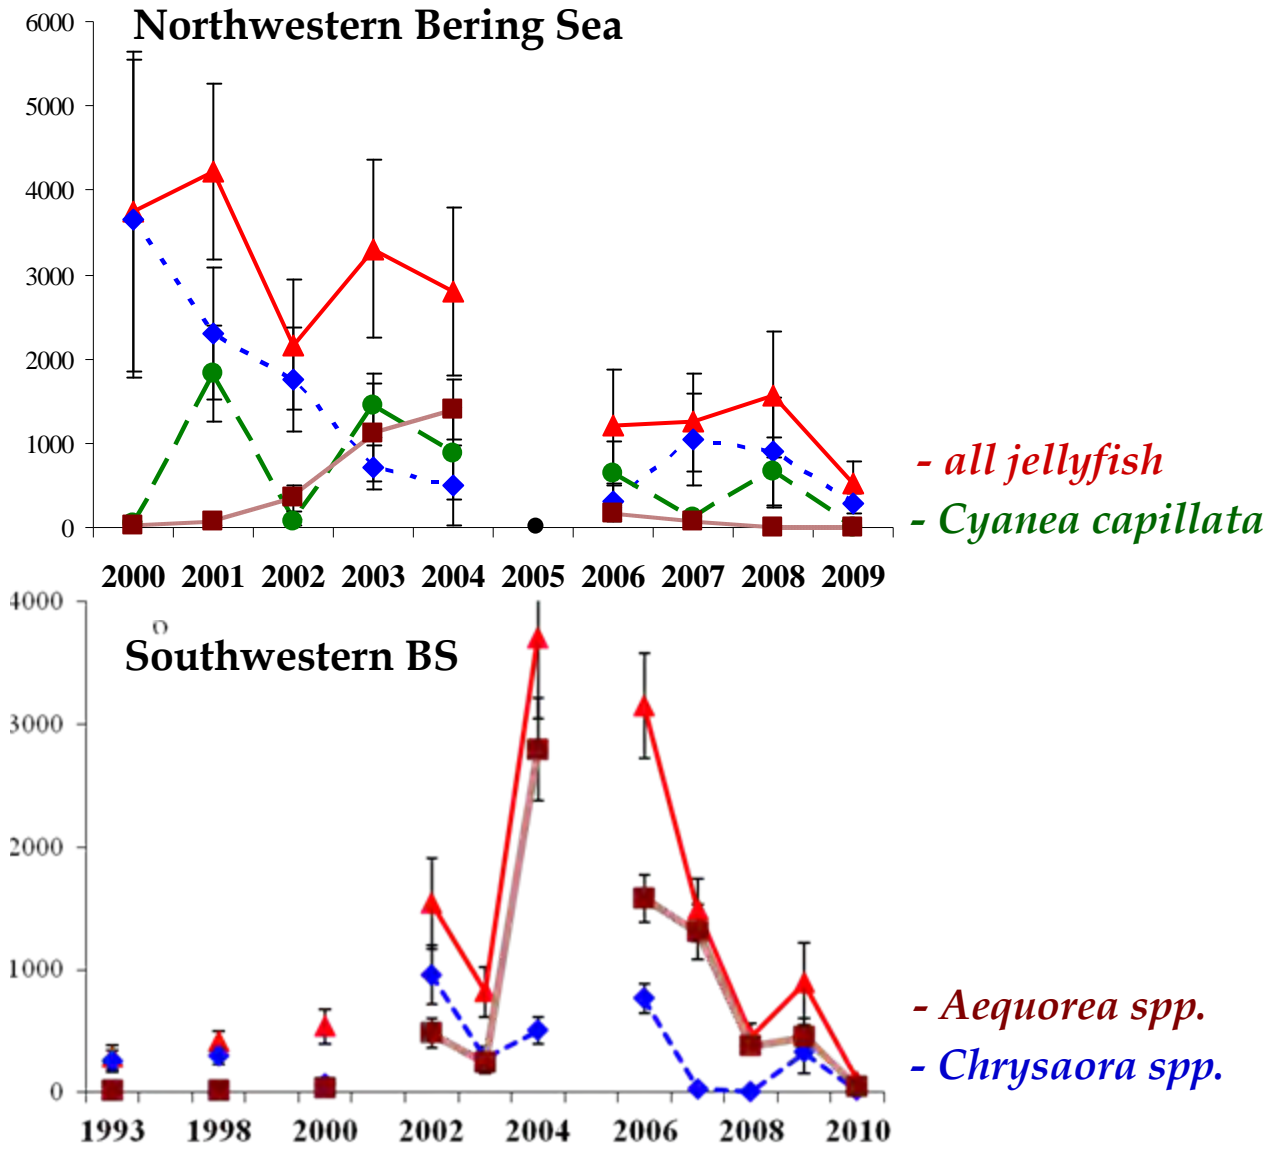 Northwestern Bering Sea
6000
5000
4000
3000
2000
1000
0
2000 2001 2002 2003 2004 2005 2006 2007 2008 2009
- all jellyfish
- Cyanea capillata
Southwestern BS
4000
3000
2000
1000
0
1993 1998 2000 2002 2004 2006 2008 2010
- Aequorea spp.
- Chrysaora spp.